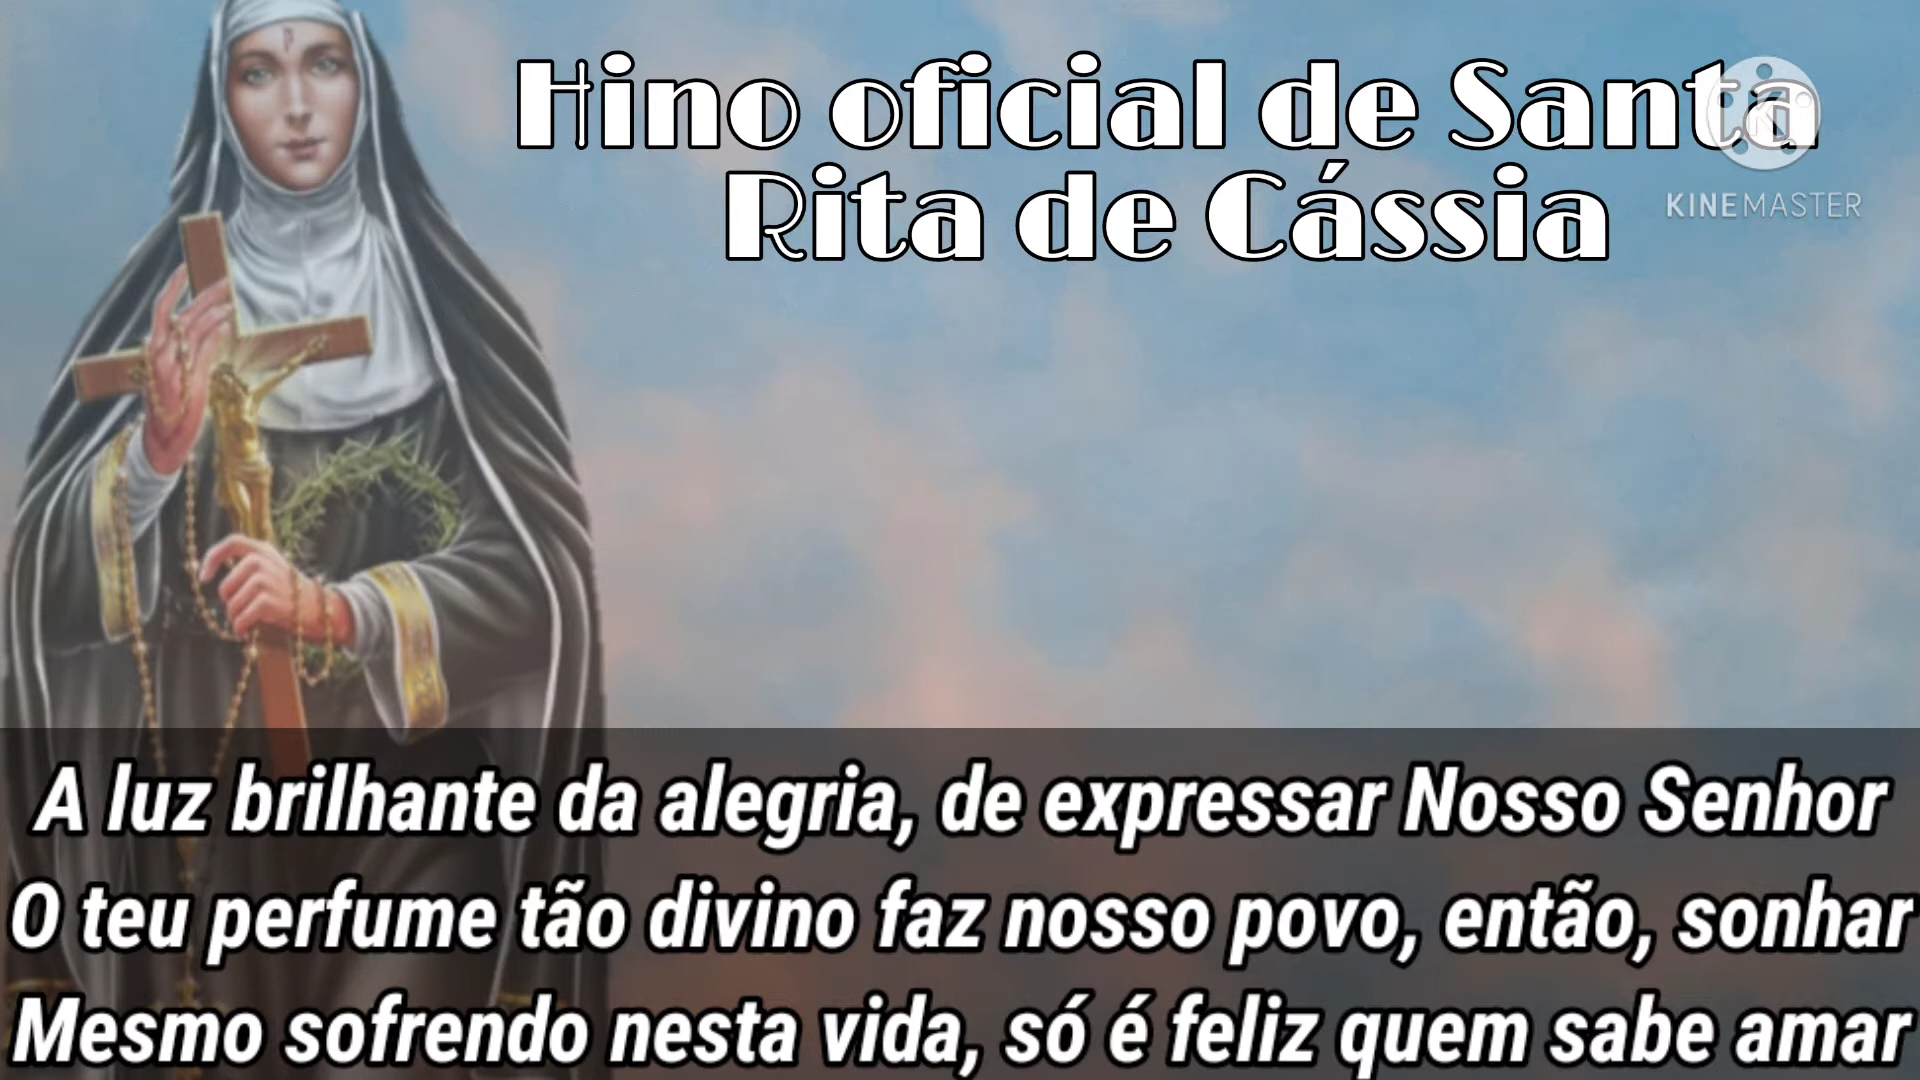 Hino oficial de Santa
Rita de Cássia
KINEMASTER
A luz brilhante da alegria, de expressar Nosso Senhor
O teu perfume tão divino faz nosso povo, então, sonhar
Mesmo sofrendo nesta vida, só é feliz quem sabe amar